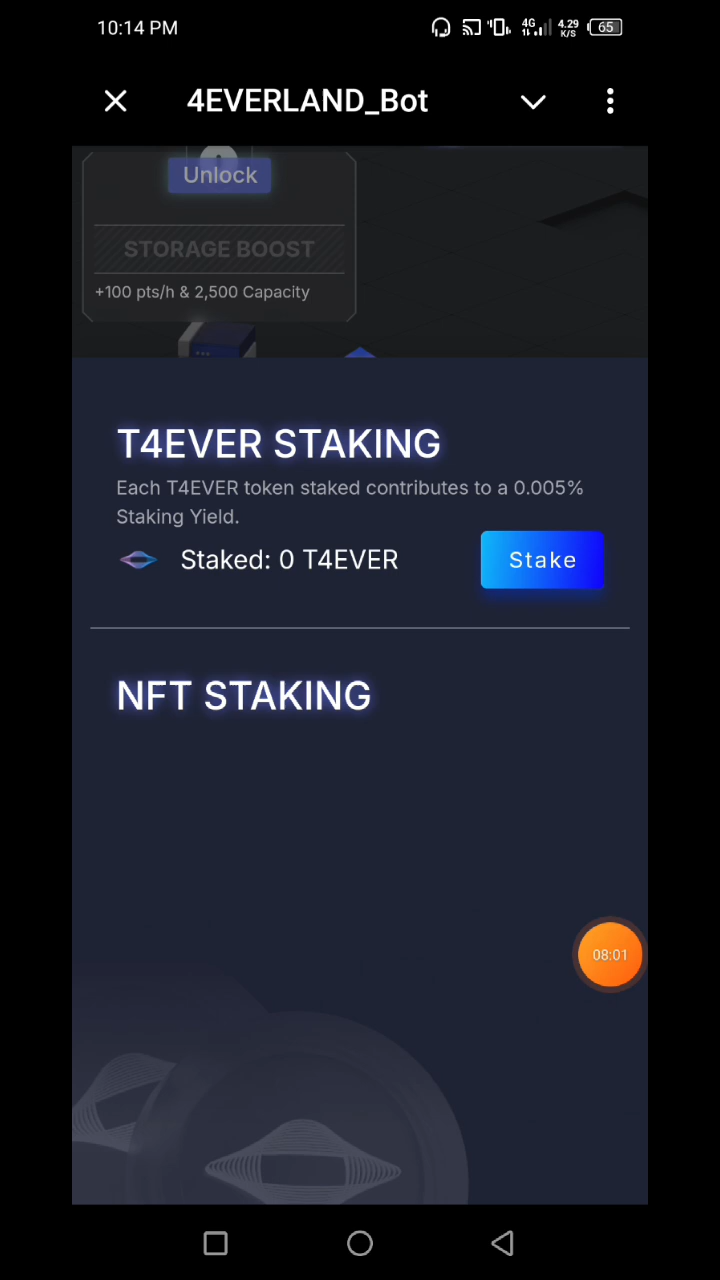 10:14 PM
4G
4.29
K/S
65
4EVERLAND_Bot
Unlock
STORAGE BOOST
+100 pts/h & 2,500 Capacity
T4EVER STAKING
Each T4EVER token staked contributes to a 0.005%
Staking Yield.
Staked: 0 T4EVER
Stake
NFT STAKING
08:01